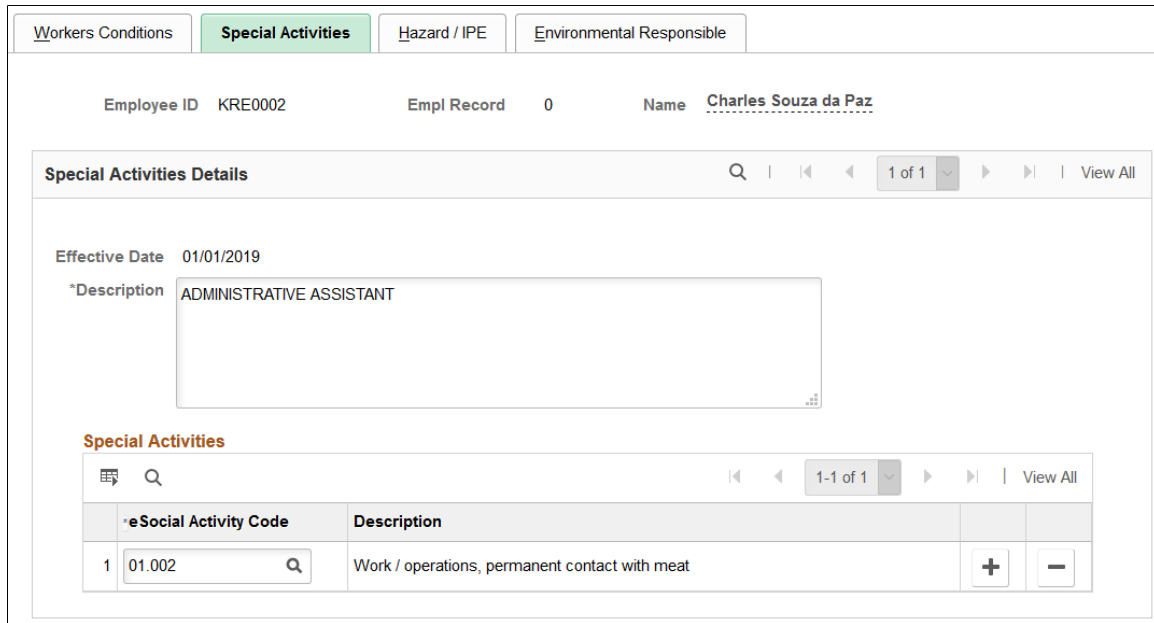 Workers Conditions Special Activities Hazard / IPE Environmental Responsible
Employee ID KRE0002 Empl Record 0 Name Charles Souza da Paz
Special Activities Details 1 of 1 View All
Effective Date 01/01/2019
*Description ADMINISTRATIVE ASSISTANT
Special Activities
1-1 of 1 View All
*eSocial Activity Code Description
1 01.002 Work / operations, permanent contact with meat